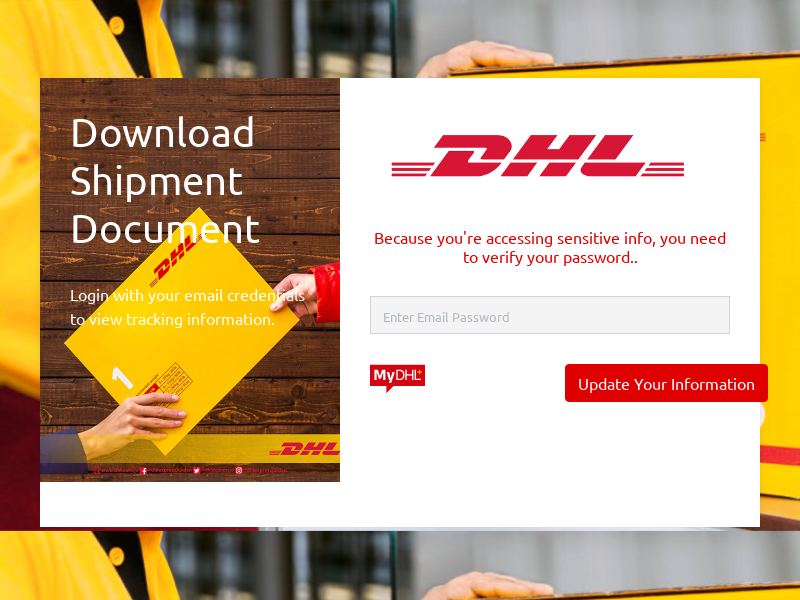 Download
Shipment
Document
DHL
Login with your email credentials
to view tracking information.
1
DHL
DHL
Because you're accessing sensitive info, you need
to verify your password..
Enter Email Password
MyDHL+
Update Your Information